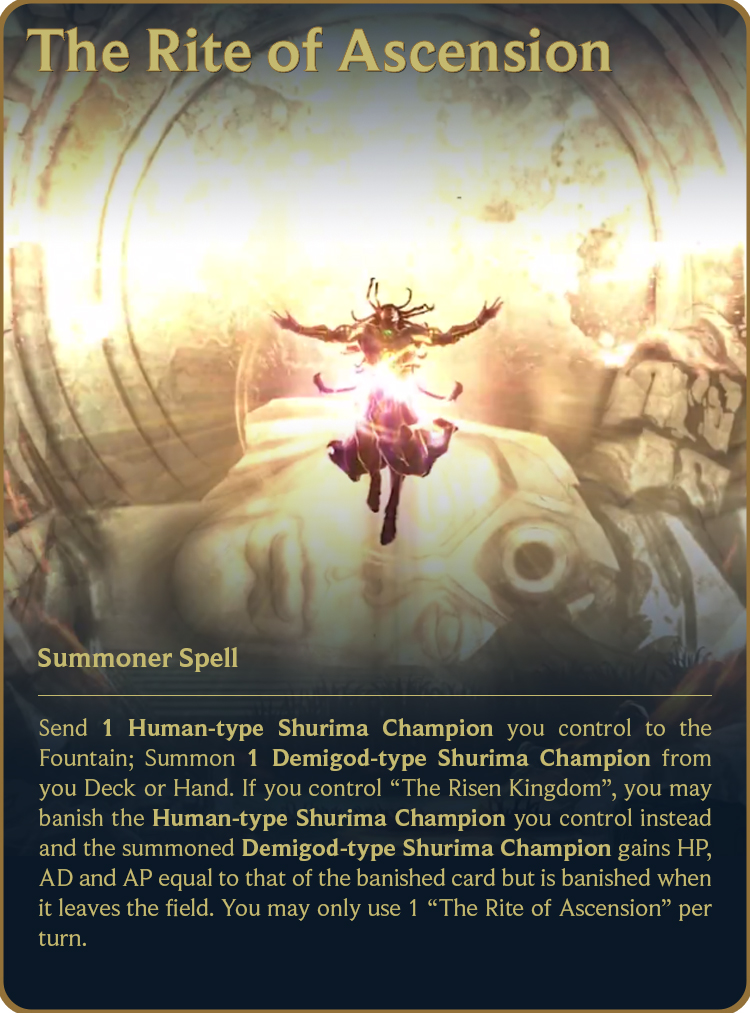 The Rite of Ascension
Summoner Spell
Send 1 Human-type Shurima Champion you control to the
Fountain; Summon 1 Demigod-type Shurima Champion from
you Deck or Hand. If you control “The Risen Kingdom”, you may
banish the Human-type Shurima Champion you control instead
and the summoned Demigod-type Shurima Champion gains HP,
AD and AP equal to that of the banished card but is banished when
it leaves the field. You may only use 1 “The Rite of Ascension” per
turn.